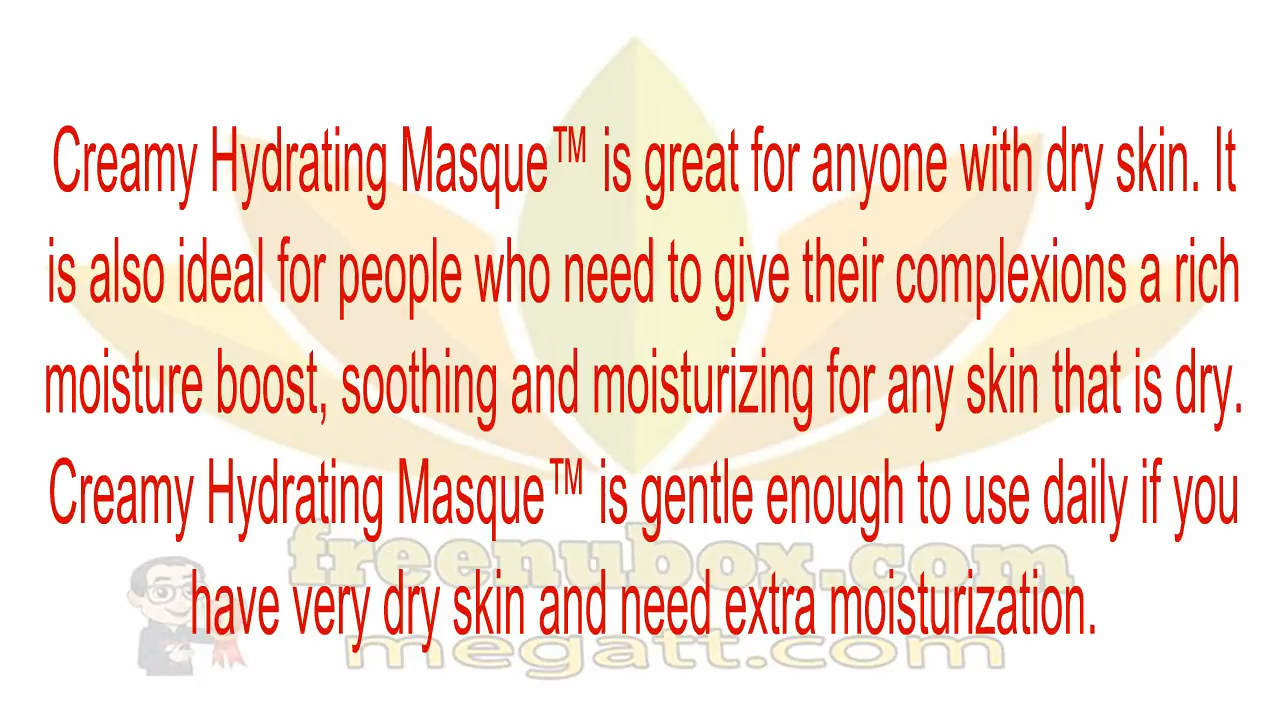 Creamy Hydrating Masque™ is great for anyone with dry skin. It
is also ideal for people who need to give their complexions a rich
moisture boost, soothing and moisturizing for any skin that is dry.
Creamy Hydrating Masque™ is gentle enough to use daily if you
freenubox.com
have very dry skin and need extra moisturization.
megatt.com